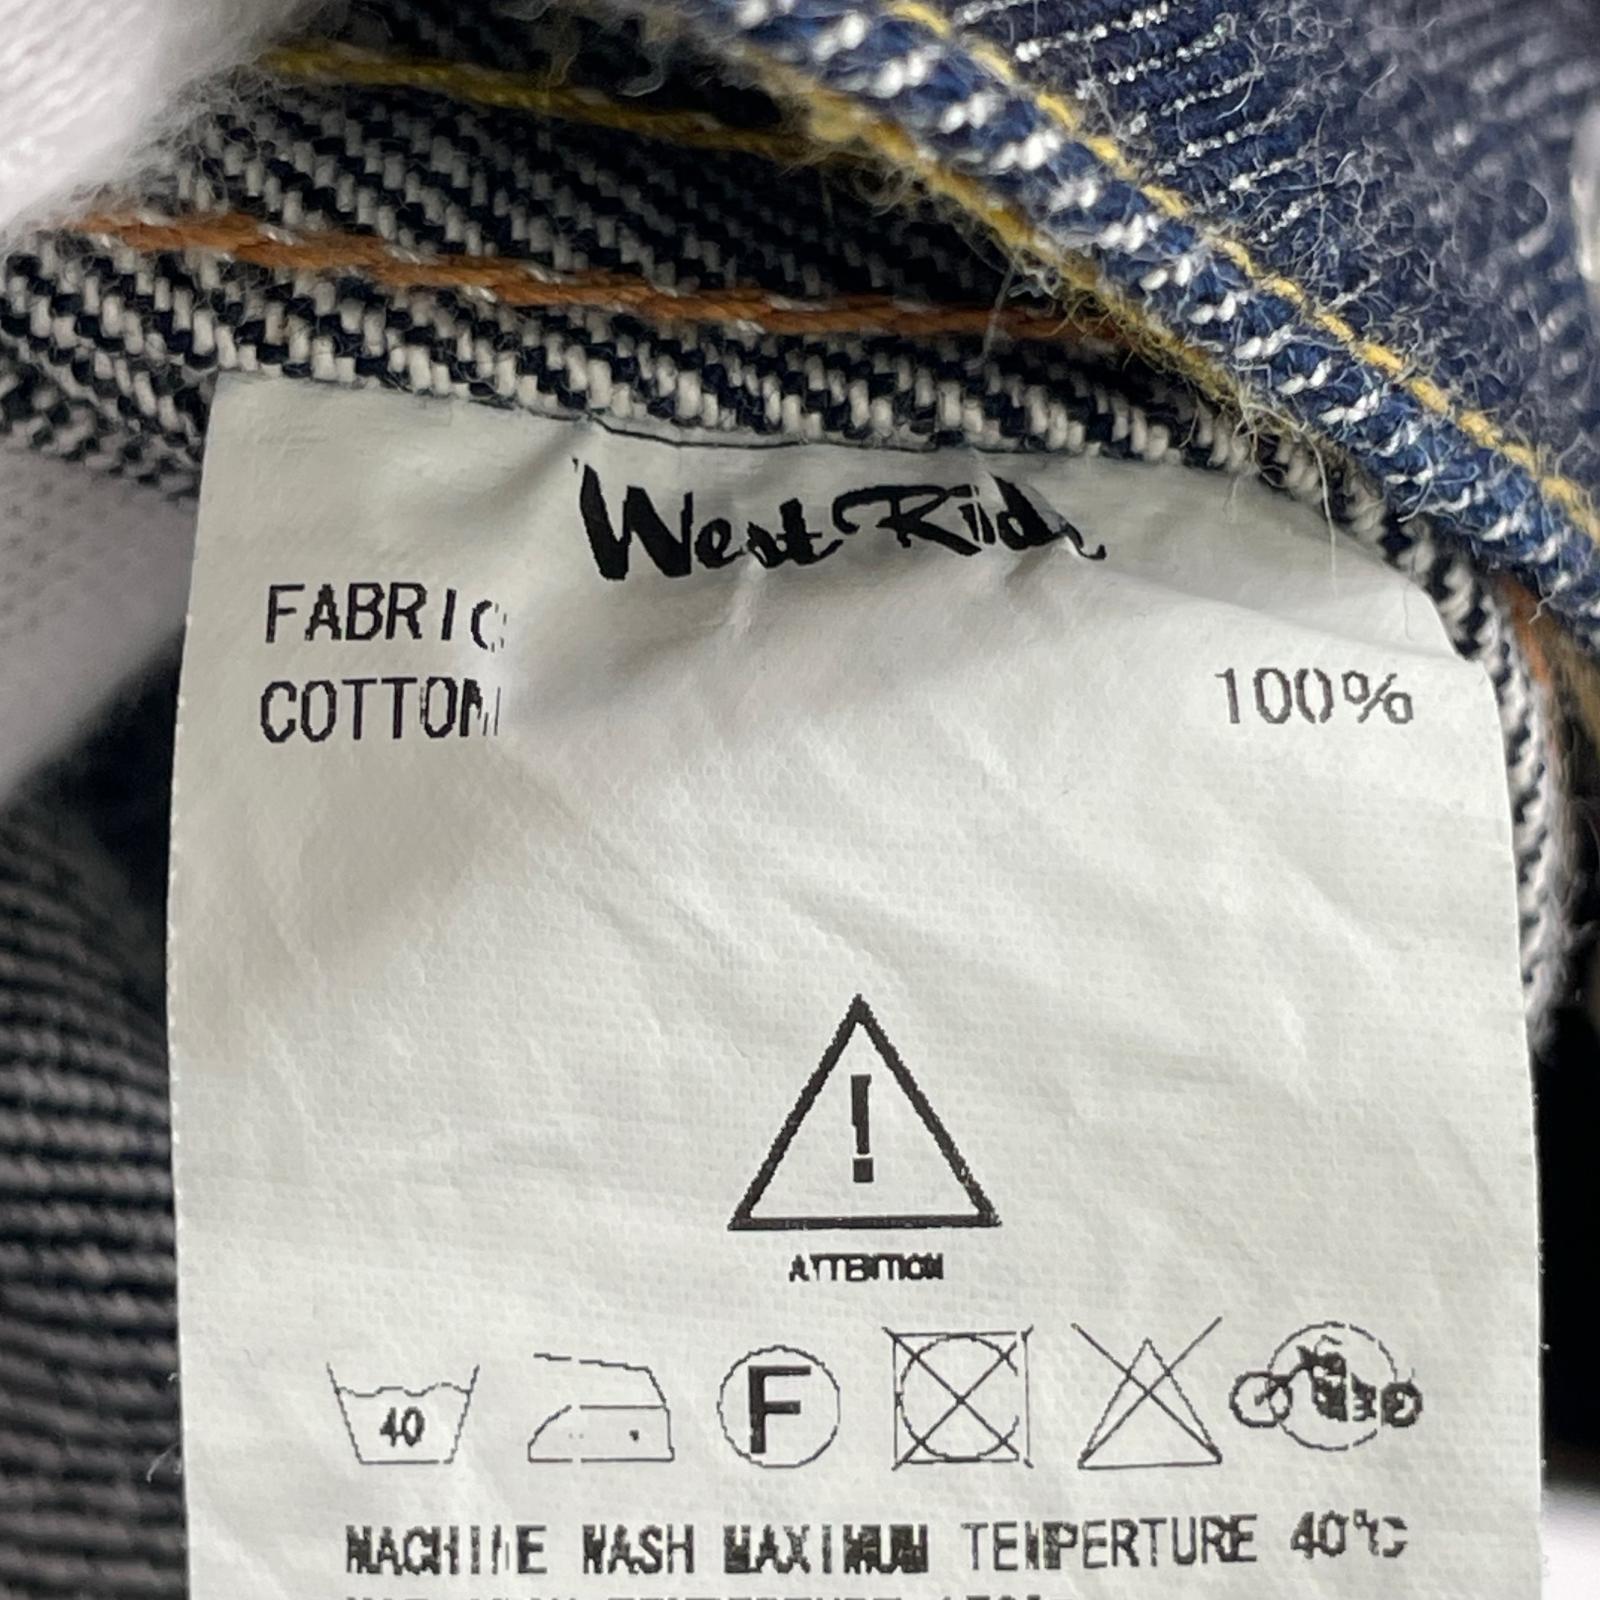 West Ride
FABRIC
COTTON 100%
!
ATTENTION
40
F
MACHINE WASH MAXIMUM TEMPERTURE 40℃